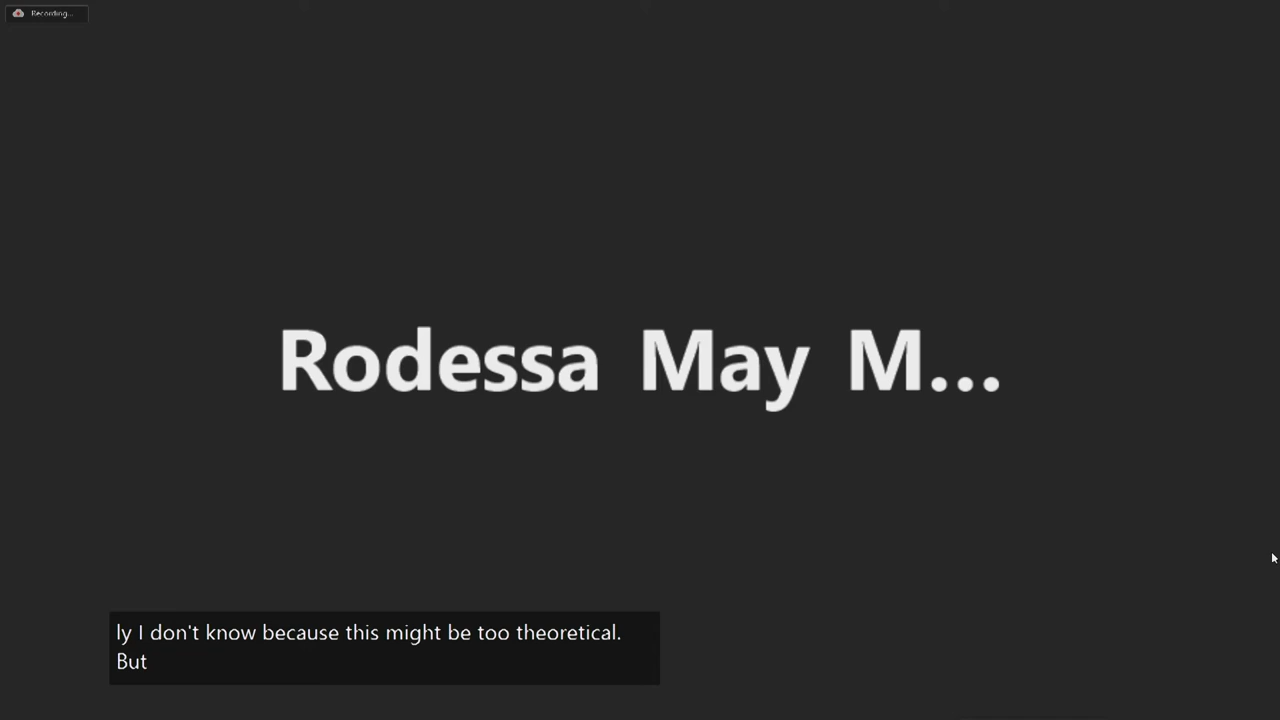 Recording...
Rodessa May M...
ly I don't know because this might be too theoretical.
But